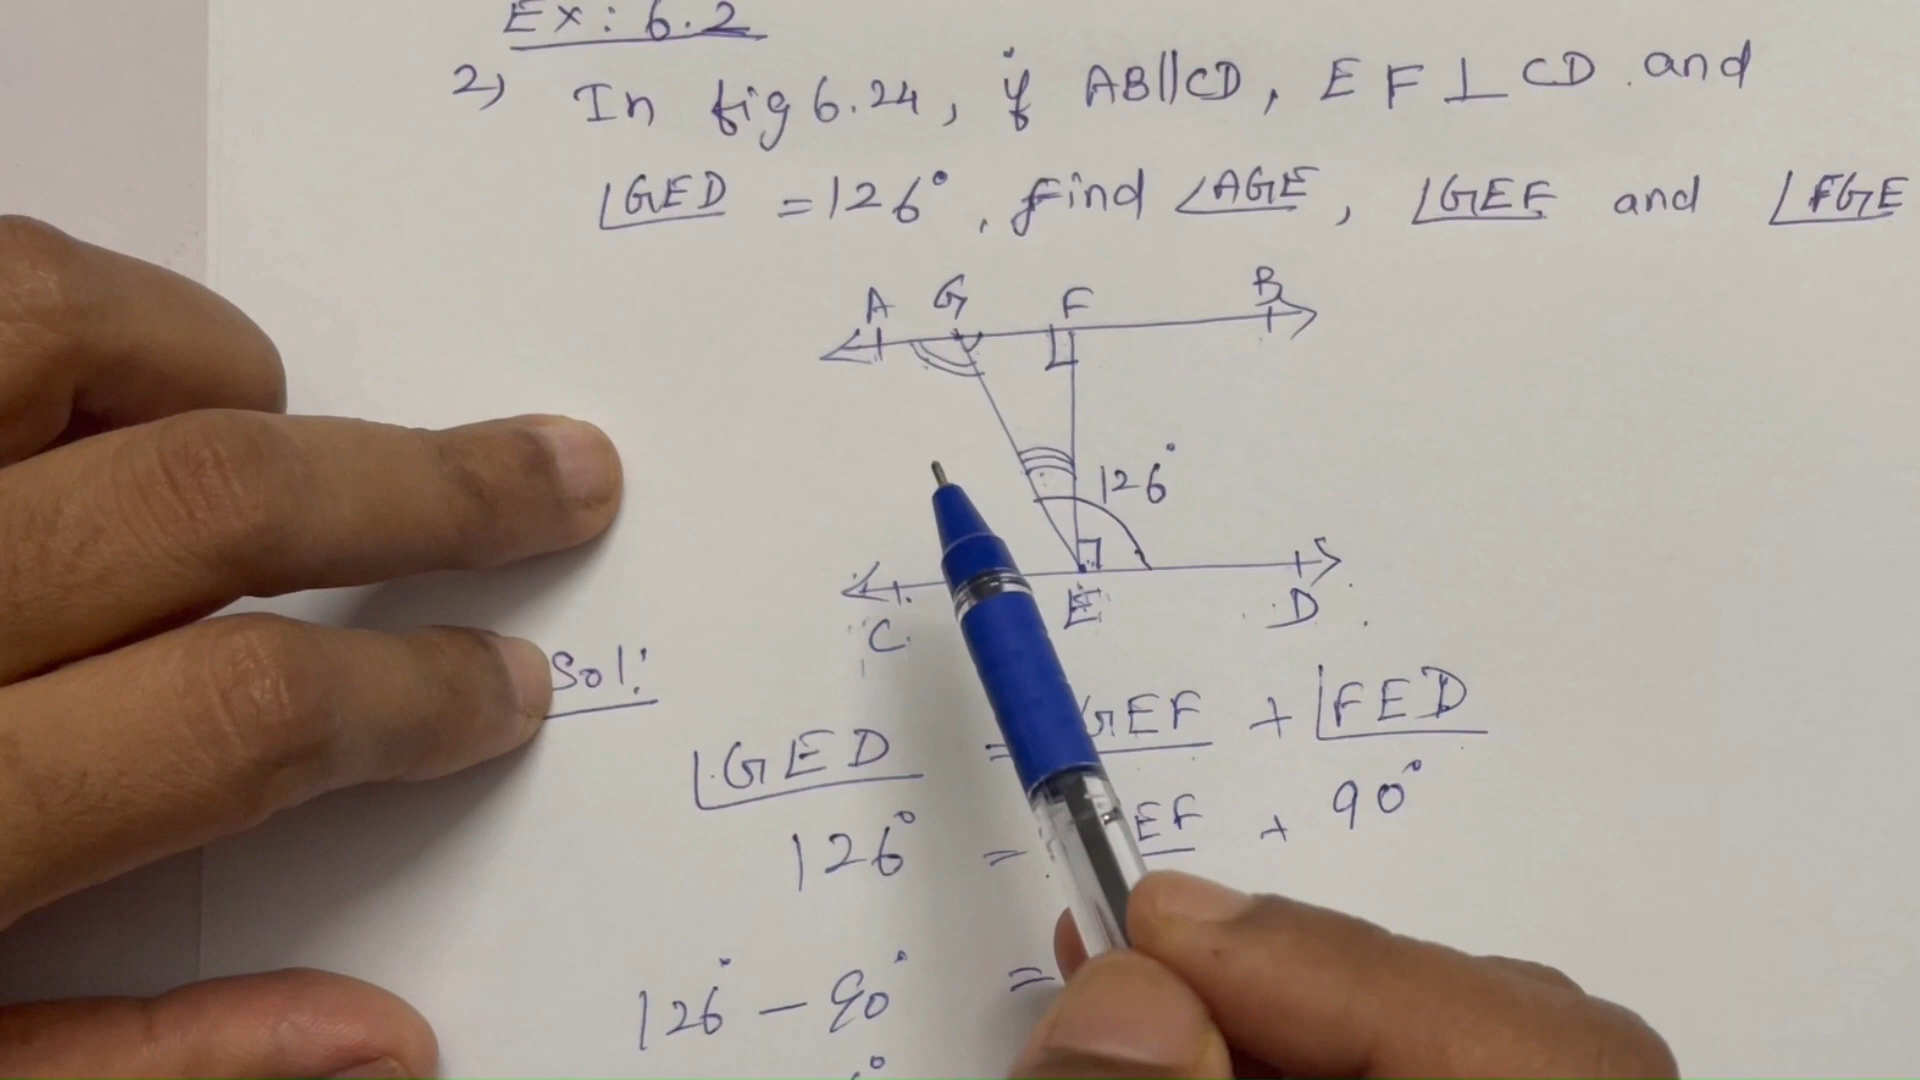 Ex: 6.2
2) In fig 6.24, if AB||CD, EF⊥CD and
∠GED = 126°, find ∠AGE, ∠GEF and ∠FGE
A G F B
126°
C E D
Sol:
∠GED = GEF + ∠FED
126° = EF + 90°
126° - 90° =